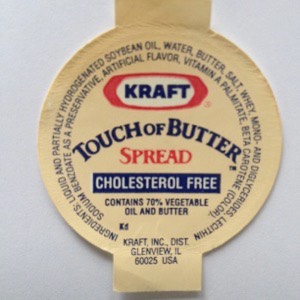 KRAFT
TOUCH OF BUTTER™
SPREAD
CHOLESTEROL FREE
CONTAINS 70% VEGETABLE
OIL AND BUTTER
Kd
KRAFT, INC., DIST.
GLENVIEW, IL
60025 USA
INGREDIENTS: LIQUID AND PARTIALLY HYDROGENATED SOYBEAN OIL, WATER, BUTTER, SALT, WHEY, MONO- AND DIGLYCERIDES, LECITHIN
SODIUM BENZOATE AS A PRESERVATIVE, ARTIFICIAL FLAVOR, VITAMIN A PALMITATE, BETA CAROTENE (COLOR).